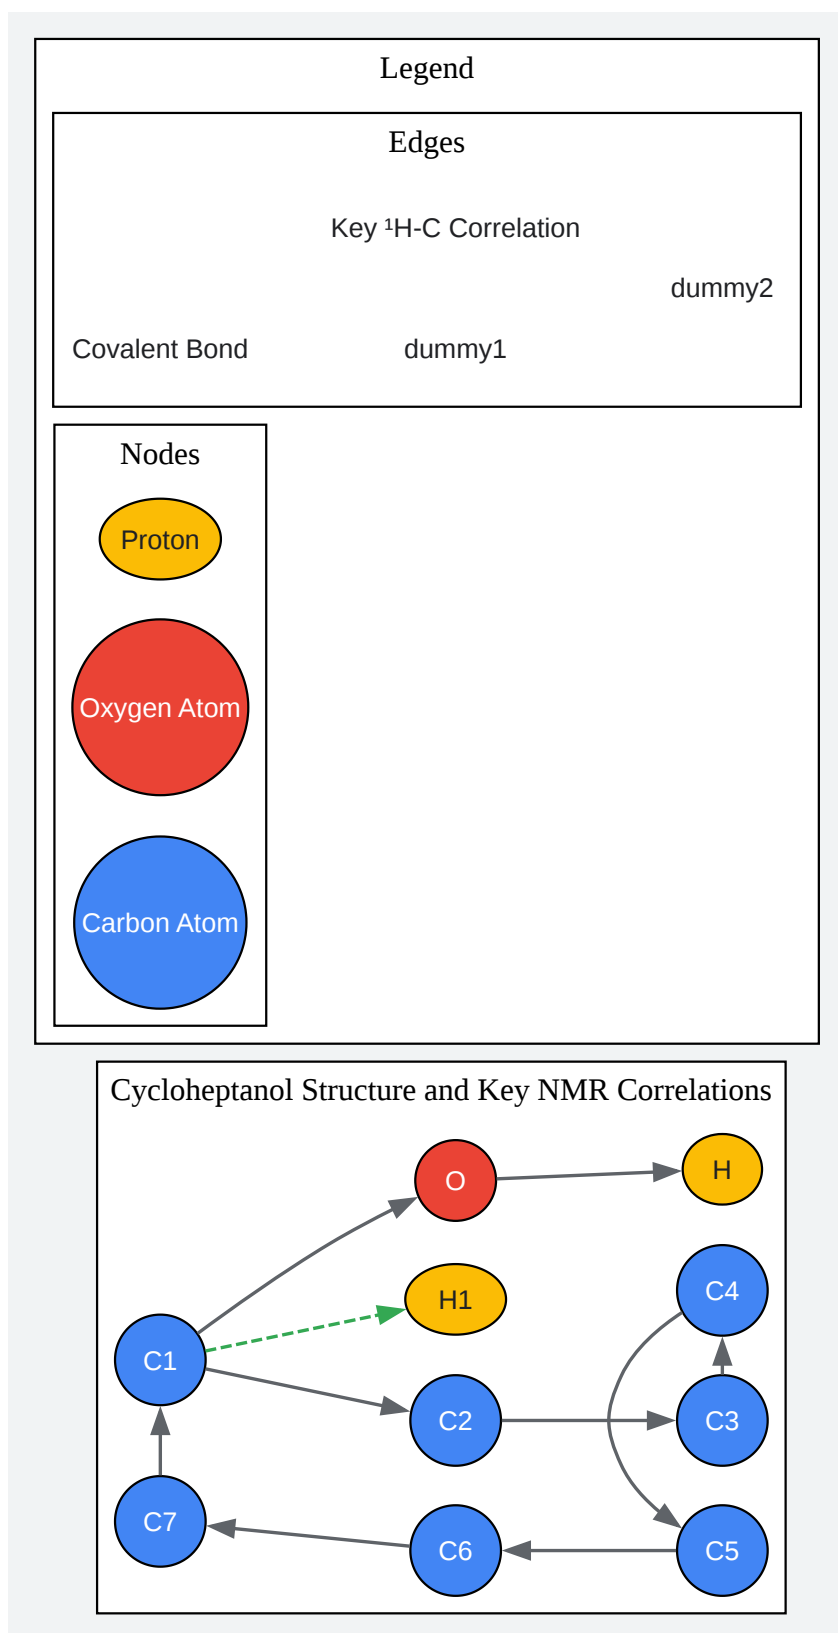 Legend
Edges
Key ¹H-C Correlation
dummy2
Covalent Bond
dummy1
Nodes
Proton
Oxygen Atom
Carbon Atom
Cycloheptanol Structure and Key NMR Correlations
O
H
H1
C4
C1
C2
C3
C7
C6
C5